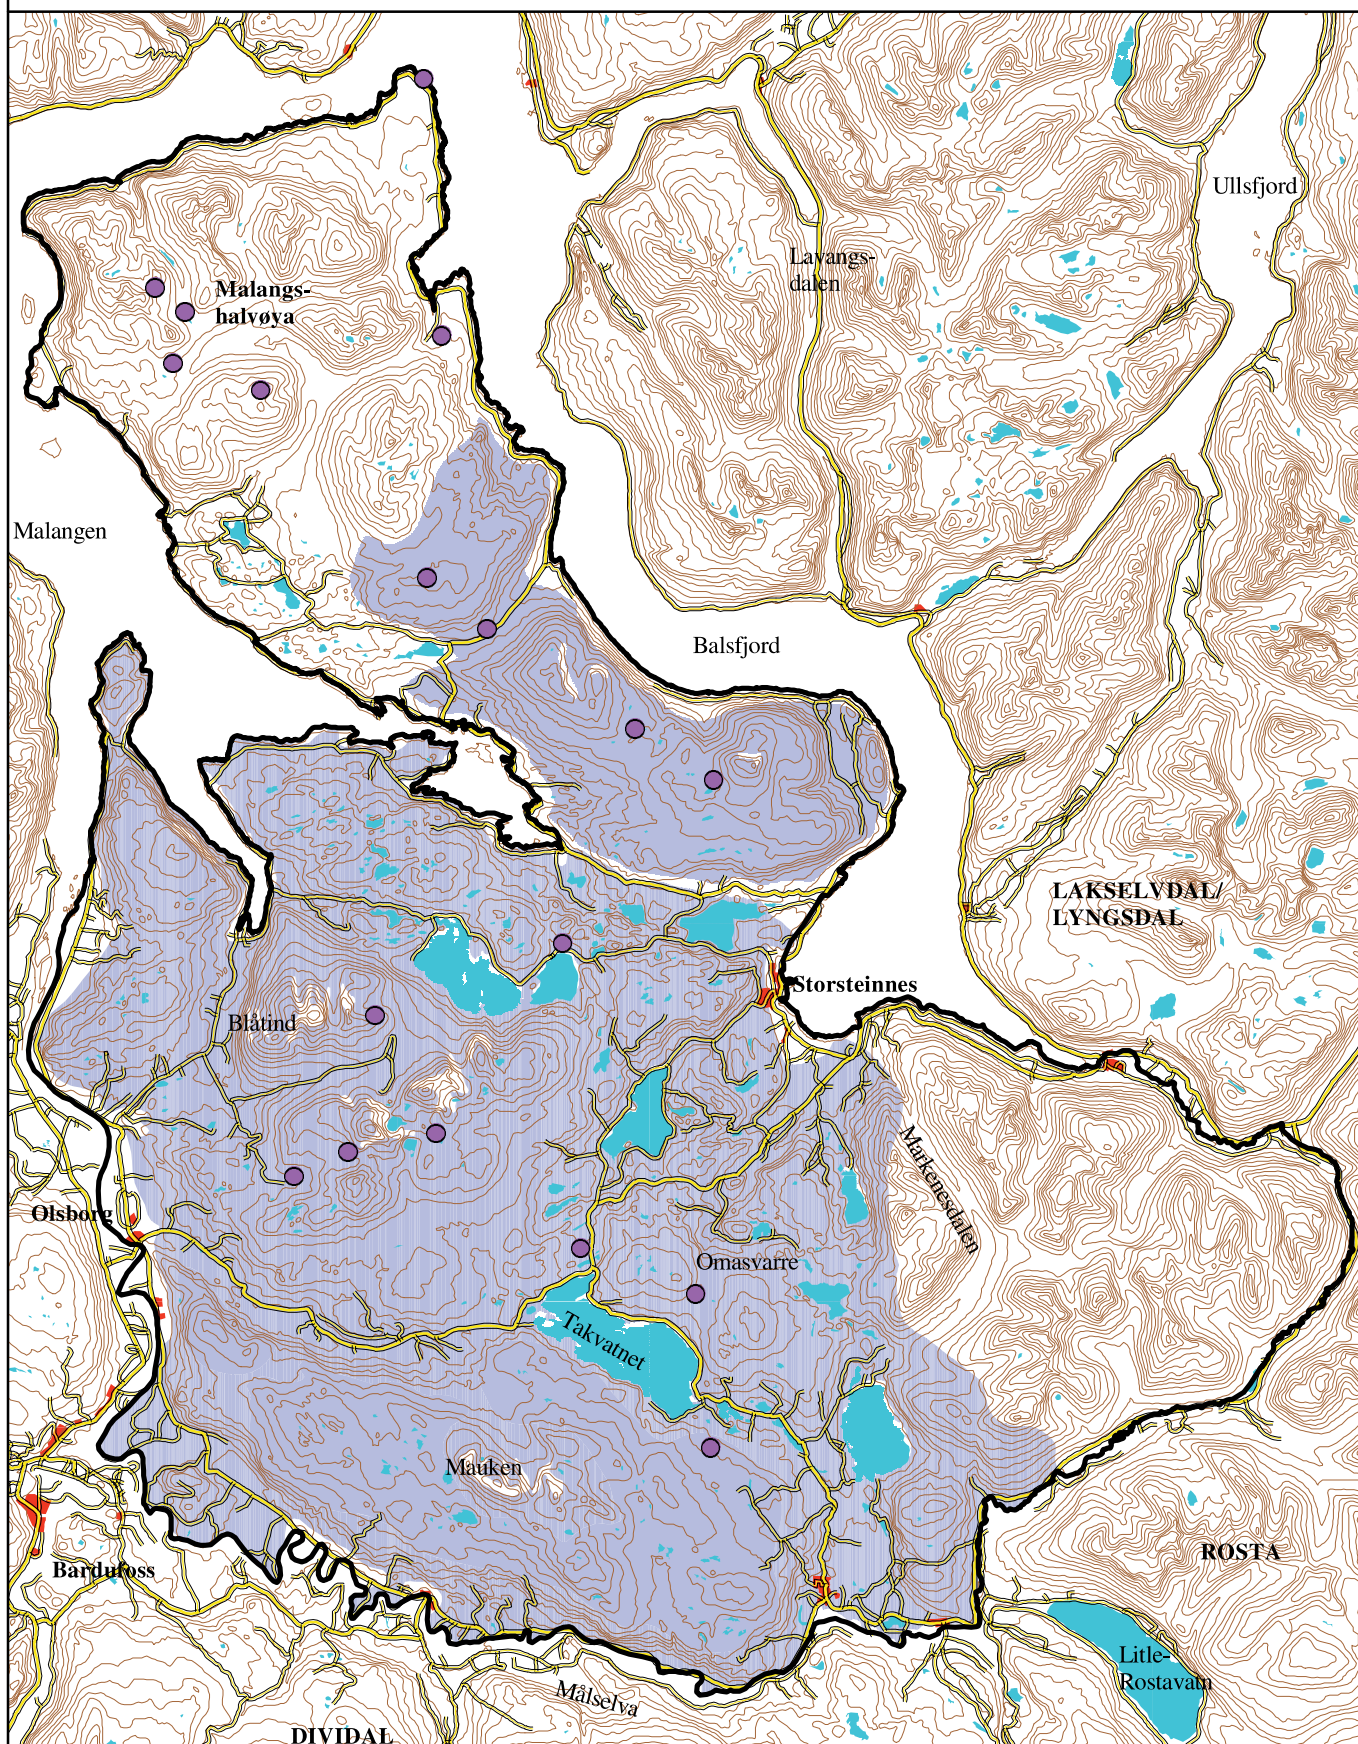 Ullsfjord
Lavangs-
dalen
Malangs-
halvøya
Malangen
Balsfjord
LAKSELVDAL/
LYNGSDAL
Storsteinnes
Blåtind
Markenesdalen
Olsborg
Omasvarre
Takvatnet
Mauken
Bardufoss
ROSTA
Litle-
Rostavatn
Målselva
DIVIDAL